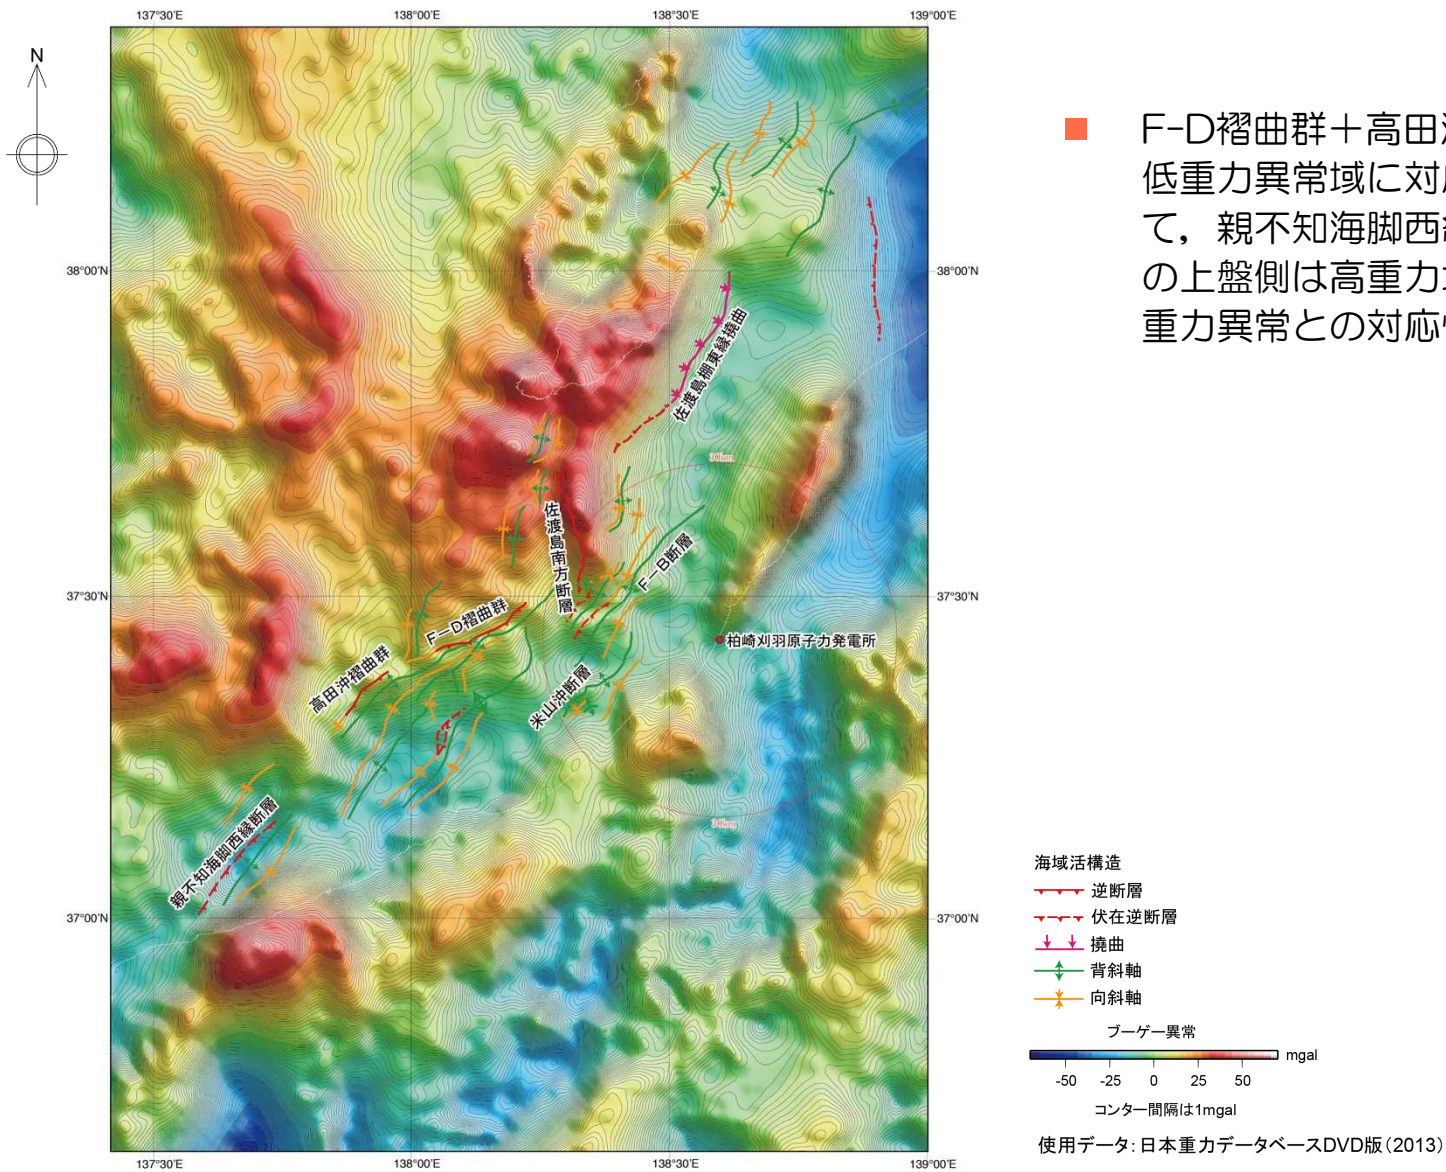 137°30'E 138°00'E 138°30'E 139°00'E
N
38°00'N
38°00'N
37°30'N
37°30'N
37°00'N
37°00'N
佐渡島棚東縁撓曲
30km
佐渡島南方断層
F－B断層
F－D褶曲群
柏崎刈羽原子力発電所
高田沖褶曲群
米山沖断層
30km
親不知海脚西縁断層
137°30'E 138°00'E 138°30'E 139°00'E
■ F-D褶曲群＋高田
低重力異常域に対
て，親不知海脚西
の上盤側は高重力
重力異常との対応
海域活構造
逆断層
伏在逆断層
撓曲
背斜軸
向斜軸
ブーゲー異常
mgal
-50 -25 0 25 50
コンター間隔は1mgal
使用データ：日本重力データベースDVD版（2013）